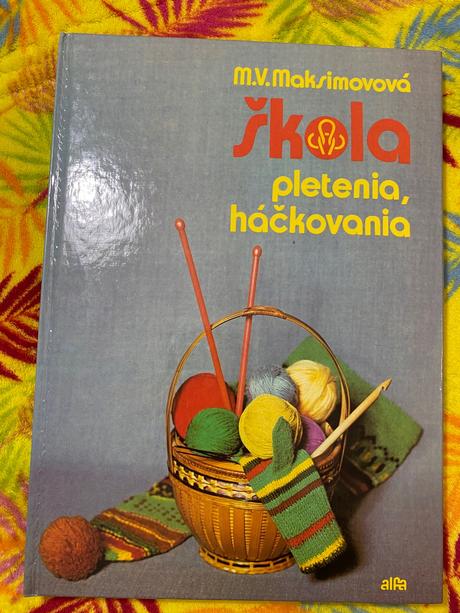 M.V. Maksimovová
škola
pletenia,
háčkovania
alfa